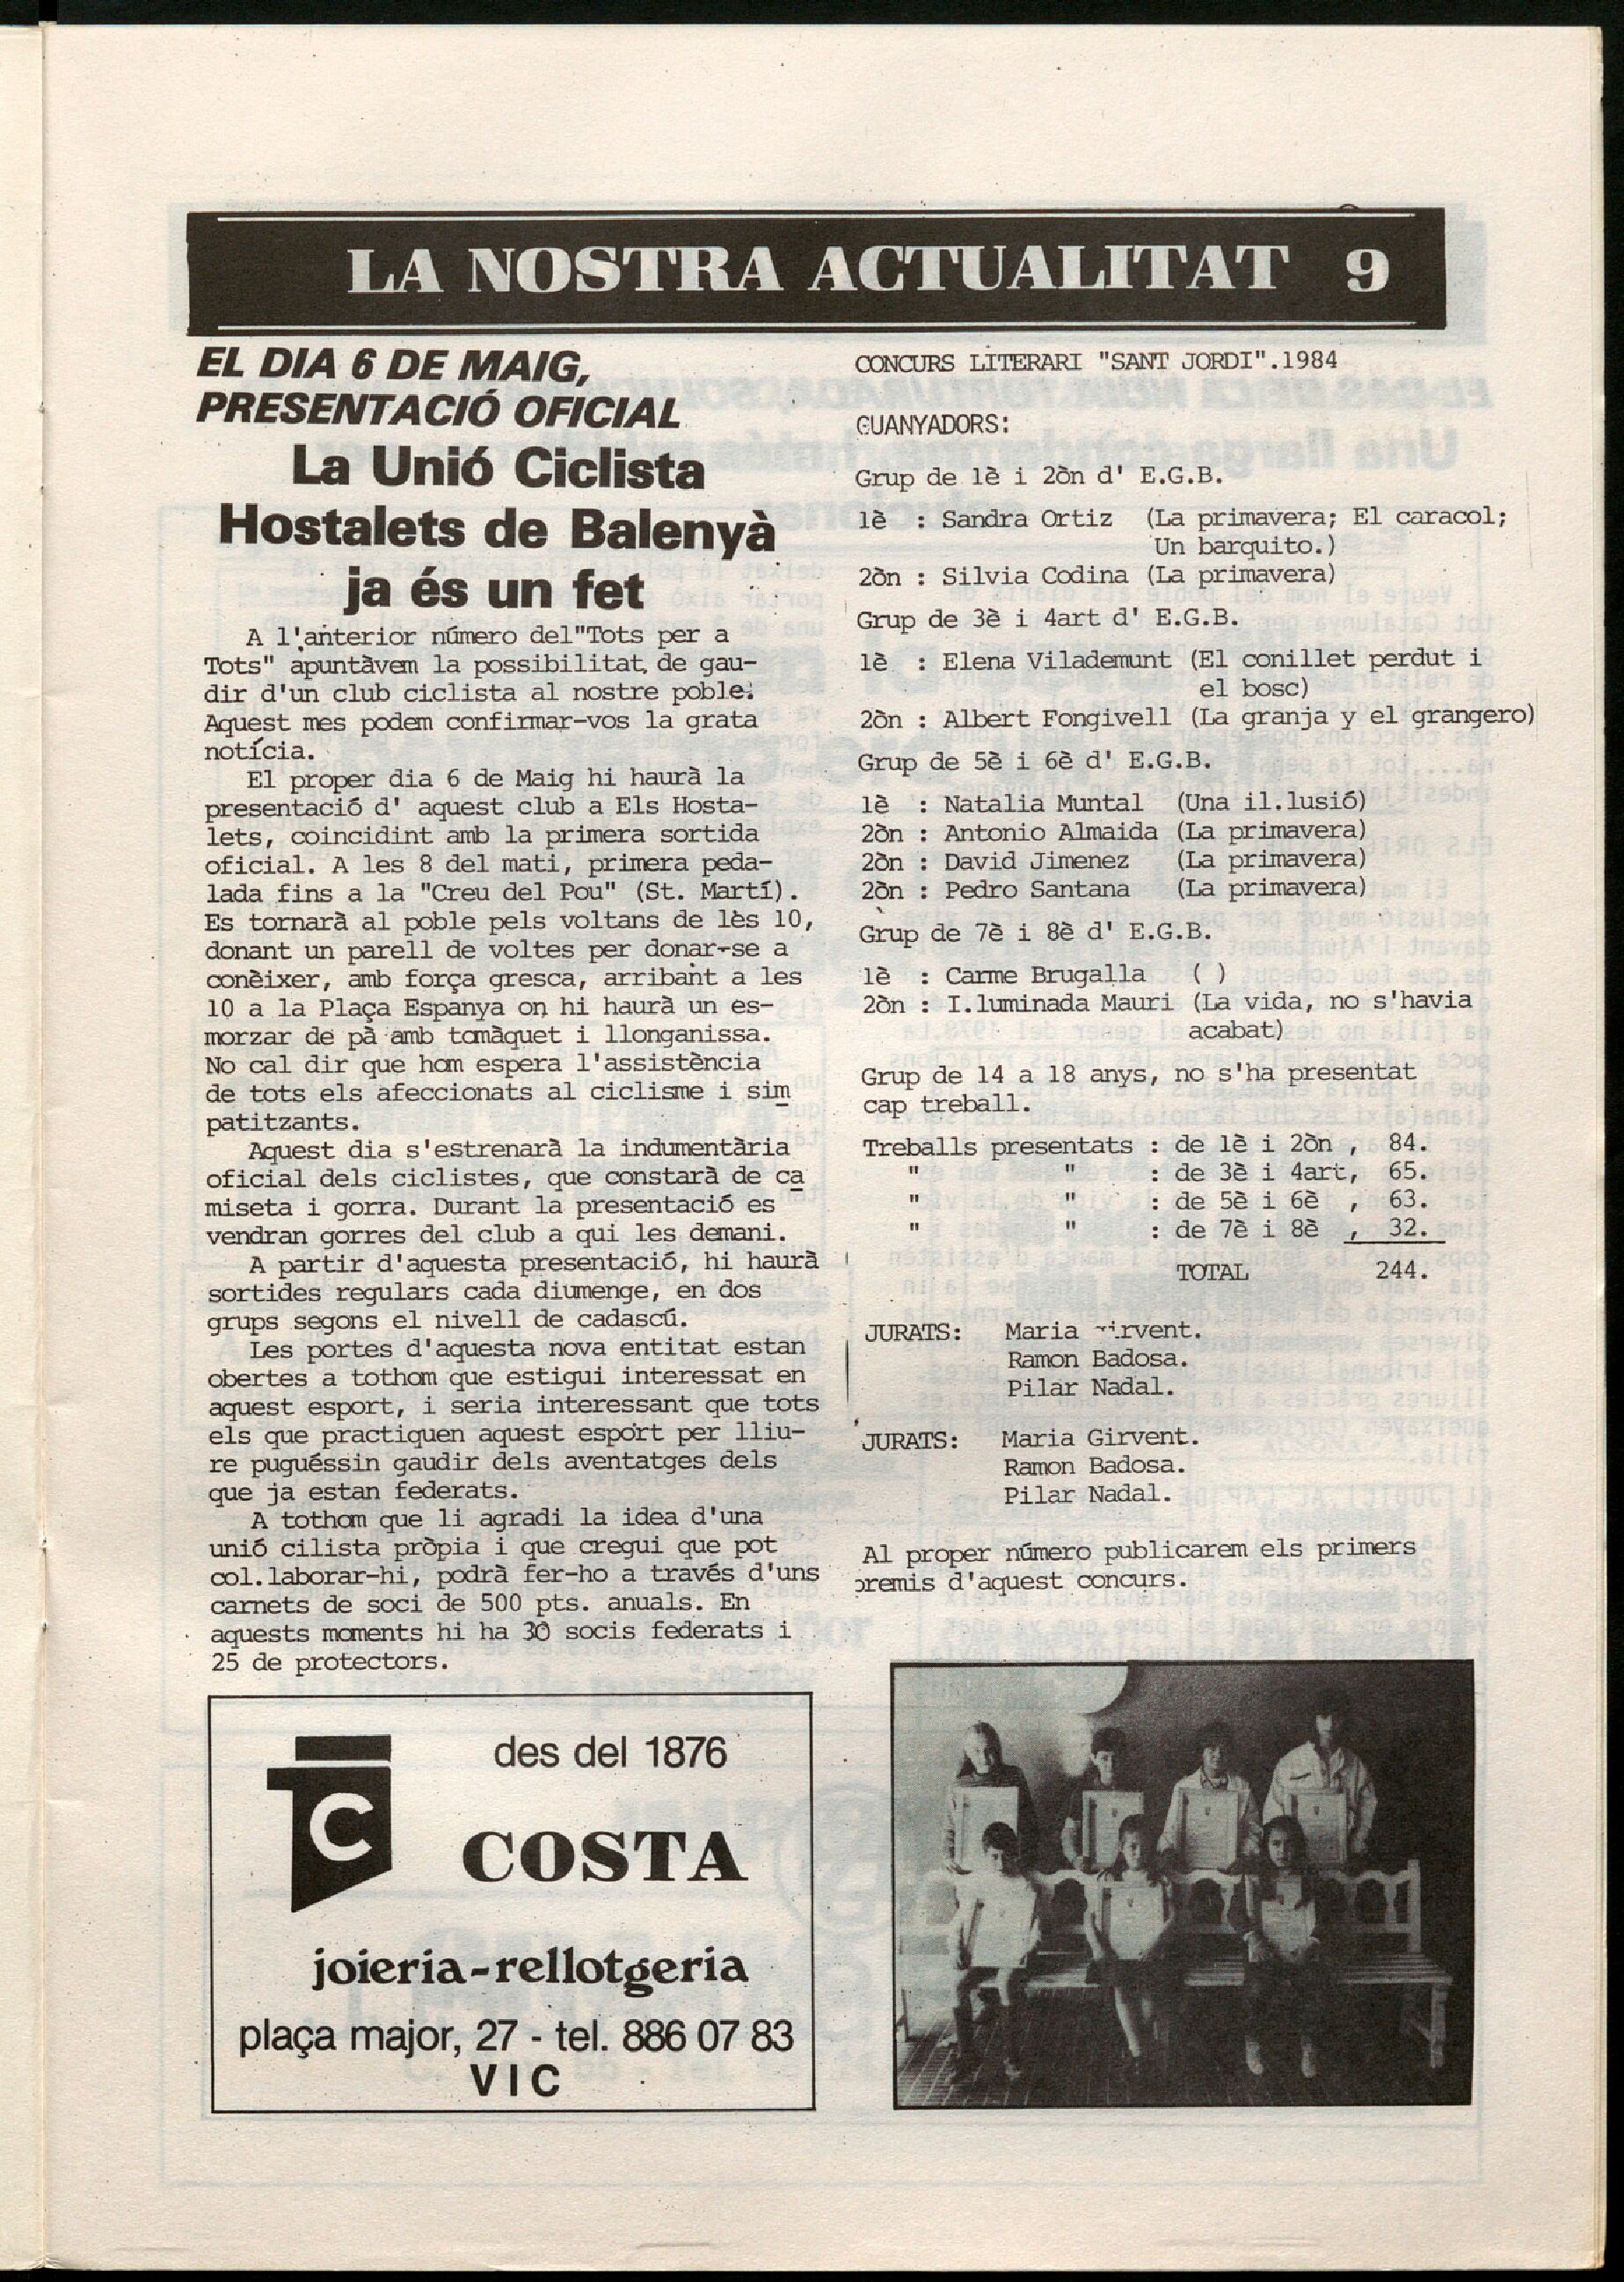 LA NOSTRA ACTUALITAT 9
EL DIA 6 DE MAIG,
PRESENTACIÓ OFICIAL
La Unió Ciclista
Hostalets de Balenyà
ja és un fet
A l'anterior número del"Tots per a
Tots" apuntàvem la possibilitat de gau-
dir d'un club ciclista al nostre poble.
Aquest mes podem confirmar-vos la grata
notícia.
El proper dia 6 de Maig hi haurà la
presentació d' aquest club a Els Hosta-
lets, coincidint amb la primera sortida
oficial. A les 8 del mati, primera peda-
lada fins a la "Creu del Pou" (St. Martí).
Es tornarà al poble pels voltans de lès 10,
donant un parell de voltes per donar-se a
conèixer, amb força gresca, arribant a les
10 a la Plaça Espanya on hi haurà un es-
morzar de pà amb tomàquet i llonganissa.
No cal dir que hom espera l'assistència
de tots els afeccionats al ciclisme i sim
patitzants.
Aquest dia s'estrenarà la indumentària
oficial dels ciclistes, que constarà de ca
miseta i gorra. Durant la presentació es
vendran gorres del club a qui les demani.
A partir d'aquesta presentació, hi haurà
sortides regulars cada diumenge, en dos
grups segons el nivell de cadascú.
Les portes d'aquesta nova entitat estan
obertes a tothom que estigui interessat en
aquest esport, i seria interessant que tots
els que practiquen aquest esport per lliu-
re puguéssin gaudir dels aventatges dels
que ja estan federats.
A tothom que li agradi la idea d'una
unió cilista pròpia i que cregui que pot
col.laborar-hi, podrà fer-ho a través d'uns
carnets de soci de 500 pts. anuals. En
aquests moments hi ha 30 socis federats i
25 de protectors.
des del 1876
C
COSTA
joieria-rellotgeria
plaça major, 27 - tel. 886 07 83
VIC
CONCURS LITERARI "SANT JORDI".1984
GUANYADORS:
Grup de 1è i 2òn d' E.G.B.
1è : Sandra Ortiz (La primavera; El caracol;
Un barquito.)
2òn : Silvia Codina (La primavera)
Grup de 3è i 4art d' E.G.B.
1è : Elena Vilademunt (El conillet perdut i
el bosc)
2òn : Albert Fongivell (La granja y el grangero)
Grup de 5è i 6è d' E.G.B.
1è : Natalia Muntal (Una il.lusió)
2òn : Antonio Almaida (La primavera)
2òn : David Jimenez (La primavera)
2òn : Pedro Santana (La primavera)
Grup de 7è i 8è d' E.G.B.
1è : Carme Brugalla ( )
2òn : I.luminada Mauri (La vida, no s'havia
acabat)
Grup de 14 a 18 anys, no s'ha presentat
cap treball.
Treballs presentats : de 1è i 2òn , 84.
" " : de 3è i 4art, 65.
" " : de 5è i 6è , 63.
" " : de 7è i 8è , 32.
TOTAL 244.
JURATS: Maria Girvent.
Ramon Badosa.
Pilar Nadal.
JURATS: Maria Girvent.
Ramon Badosa.
Pilar Nadal.
Al proper número publicarem els primers
premis d'aquest concurs.